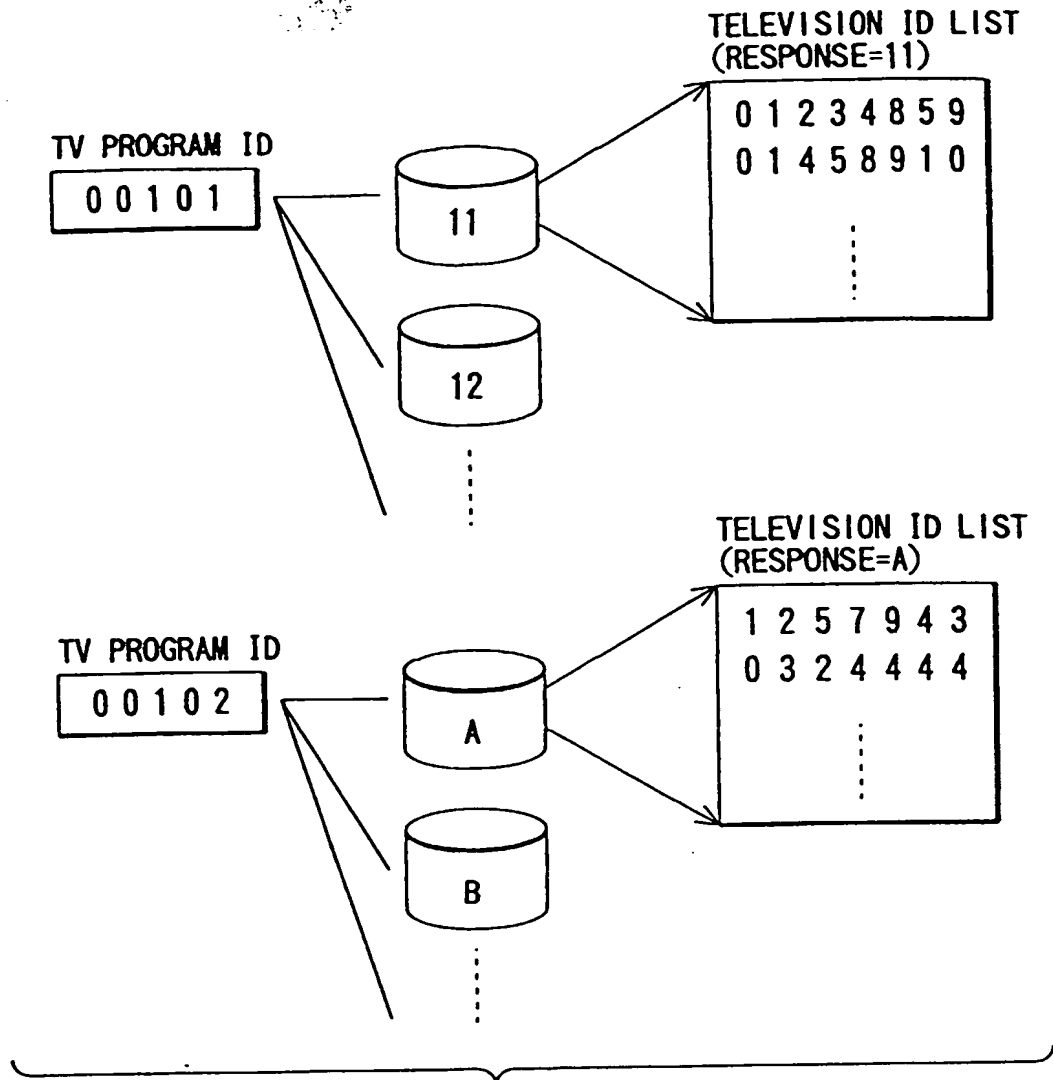 TELEVISION ID LIST
(RESPONSE=11)
0 1 2 3 4 8 5 9
0 1 4 5 8 9 1 0
TV PROGRAM ID
0 0 1 0 1
11
12
TELEVISION ID LIST
(RESPONSE=A)
1 2 5 7 9 4 3
0 3 2 4 4 4 4
TV PROGRAM ID
0 0 1 0 2
A
B